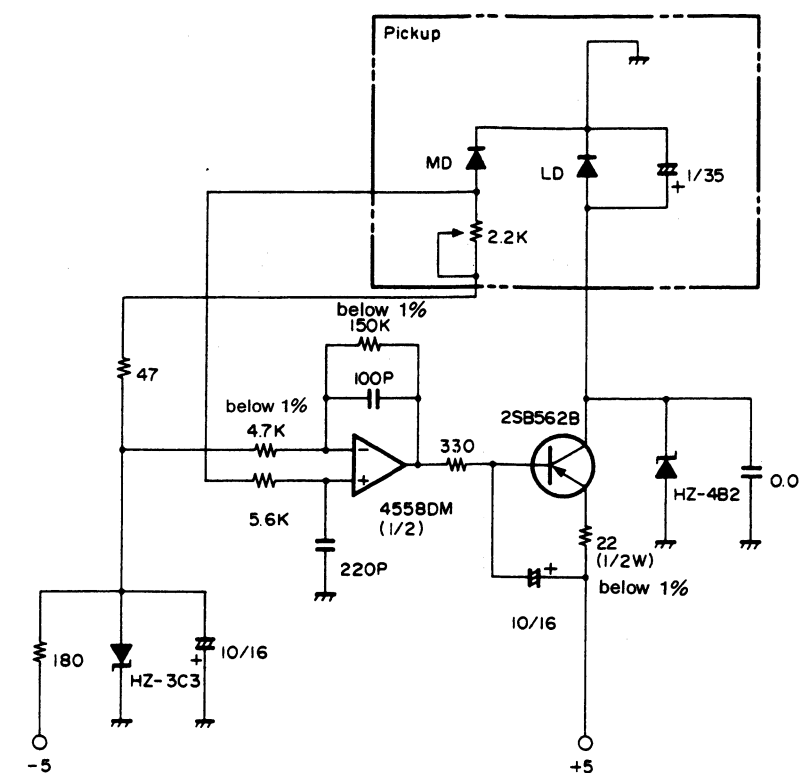 Pickup
MD
LD
1/35
2.2K
below 1%
150K
47
100P
below 1%
4.7K
2SB562B
330
−
+
5.6K
4558DM
(1/2)
HZ-4B2
0.0
220P
22
(1/2W)
below 1%
+
10/16
180
HZ-3C3
+
10/16
+
-5
+5